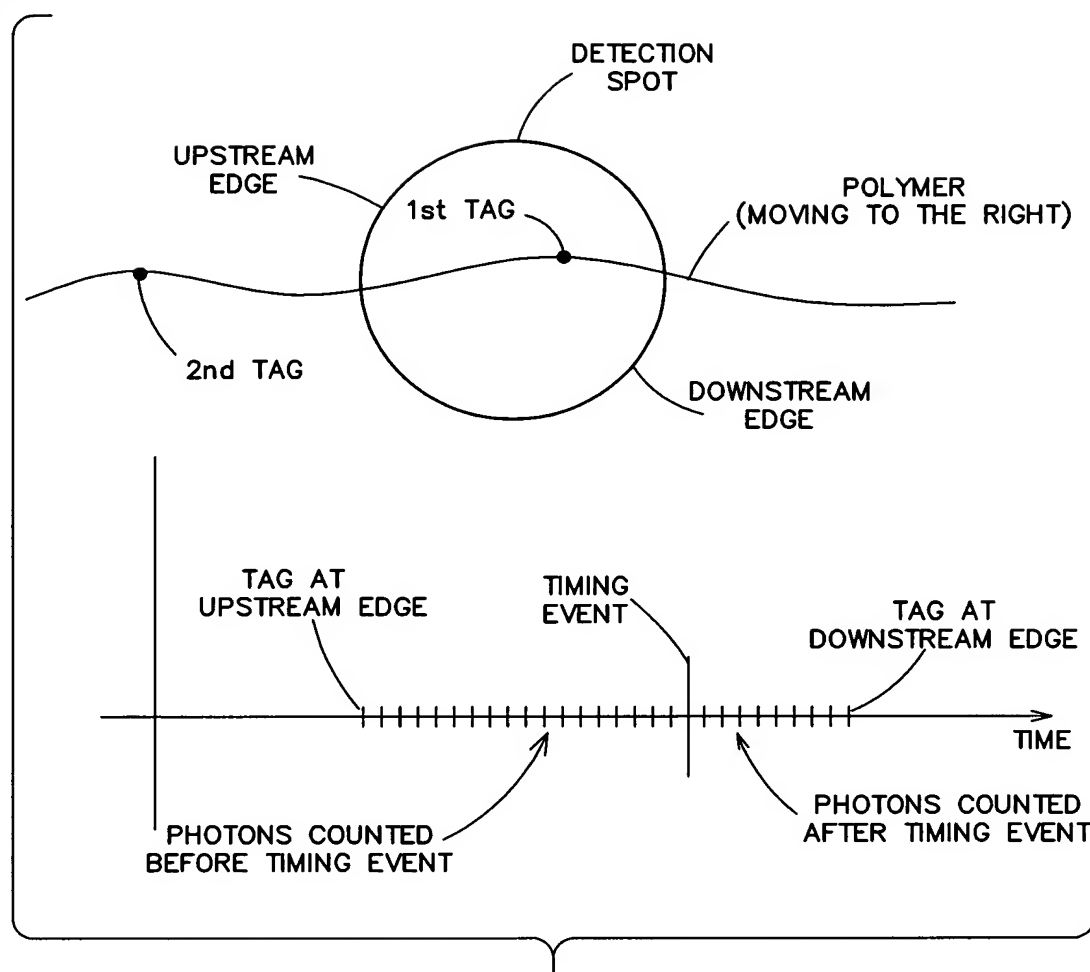 DETECTION
SPOT
UPSTREAM
EDGE
1st TAG
POLYMER
(MOVING TO THE RIGHT)
2nd TAG
DOWNSTREAM
EDGE
TAG AT
UPSTREAM EDGE
TIMING
EVENT
TAG AT
DOWNSTREAM EDGE
TIME
PHOTONS COUNTED
BEFORE TIMING EVENT
PHOTONS COUNTED
AFTER TIMING EVENT